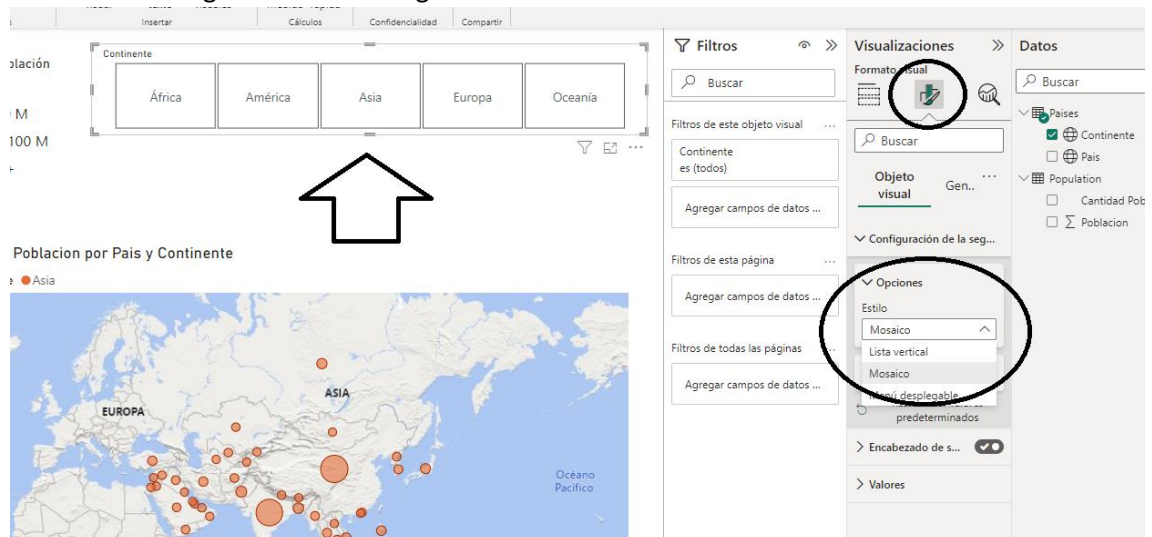 Insertar
Cálculos
Confidencialidad
Compartir
Continente
África
América
Asia
Europa
Oceanía
M
100 M
Poblacion por Pais y Continente
Asia
EUROPA
ASIA
Océano
Pacífico
Filtros
Buscar
Filtros de este objeto visual
...
Continente
es (todos)
Agregar campos de datos ...
Filtros de esta página
...
Agregar campos de datos ...
Filtros de todas las páginas
Agregar campos de datos ...
Visualizaciones
Formato visual
Buscar
Objeto
visual
Gen..
...
Configuración de la seg...
Opciones
Estilo
Mosaico
Lista vertical
Mosaico
Menú desplegable
predeterminados
Encabezado de s...
Valores
Datos
Buscar
Paises
Continente
Pais
Population
Cantidad Pob
Poblacion